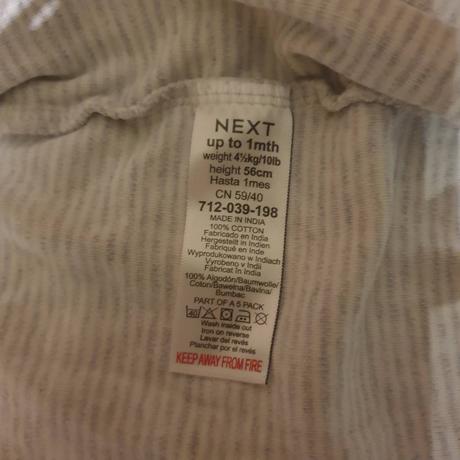 NEXT
up to 1mth
weight 4½kg/10lb
height 56cm
Hasta 1mes
CN 59/40
712-039-198
MADE IN INDIA
100% COTTON
Fabricado en India
Hergestellt in Indien
Wyprodukowano w Indiach
Vyrobeno v Indii
Fabricat în India
100% Algodón/Baumwolle/
Coton/Bawełna/Bavlna/
Bumbac
PART OF A 5 PACK
40
Wash inside out
Iron on reverse
Lavar del revés
Planchar por el revés
KEEP AWAY FROM FIRE